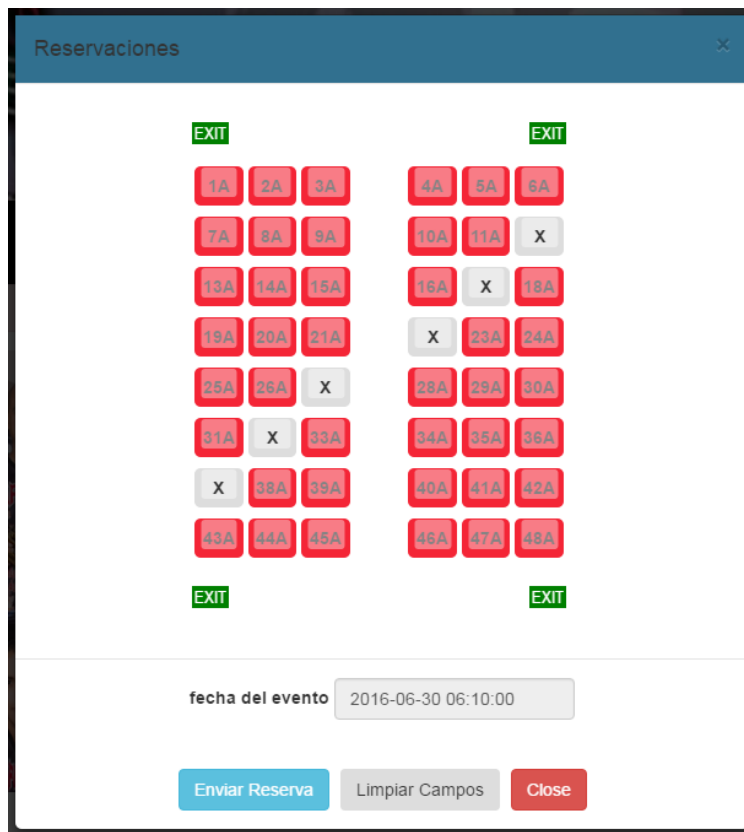 Reservaciones ×
EXIT EXIT
1A 2A 3A 4A 5A 6A
7A 8A 9A 10A 11A X
13A 14A 15A 16A X 18A
19A 20A 21A X 23A 24A
25A 26A X 28A 29A 30A
31A X 33A 34A 35A 36A
X 38A 39A 40A 41A 42A
43A 44A 45A 46A 47A 48A
EXIT EXIT
fecha del evento 2016-06-30 06:10:00
Enviar Reserva Limpiar Campos Close